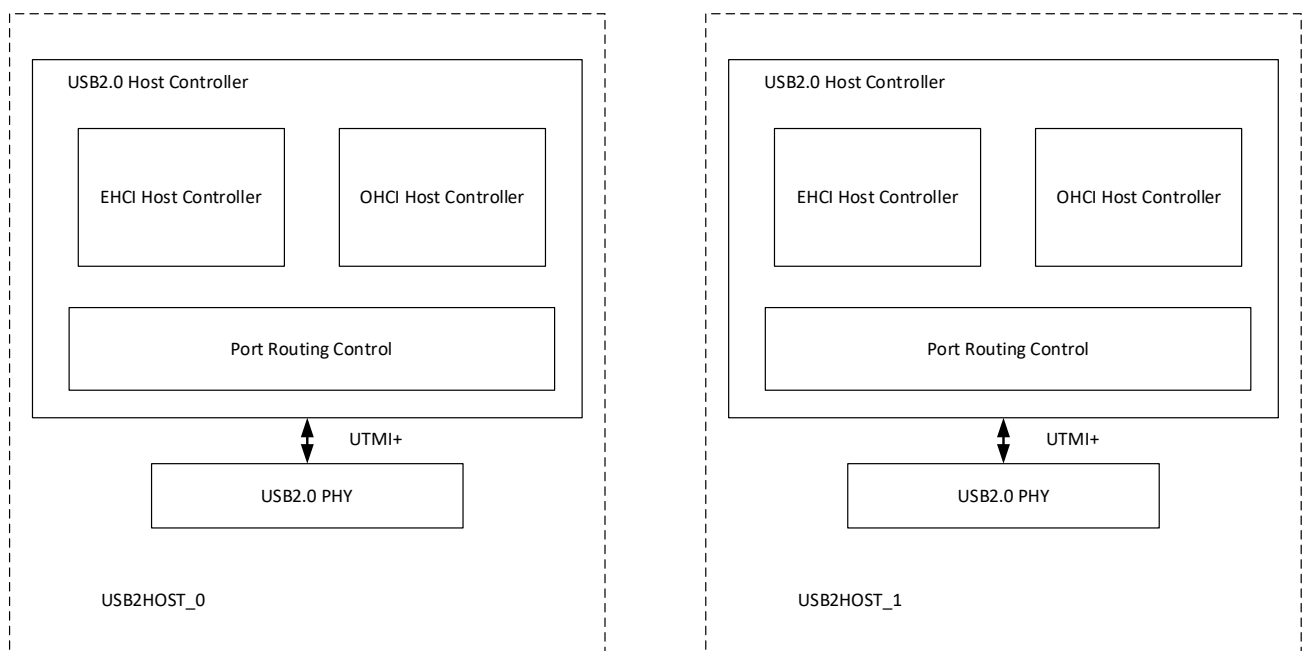 USB2.0 Host Controller
EHCI Host Controller
OHCI Host Controller
Port Routing Control
UTMI+
USB2.0 PHY
USB2HOST_0
USB2.0 Host Controller
EHCI Host Controller
OHCI Host Controller
Port Routing Control
UTMI+
USB2.0 PHY
USB2HOST_1